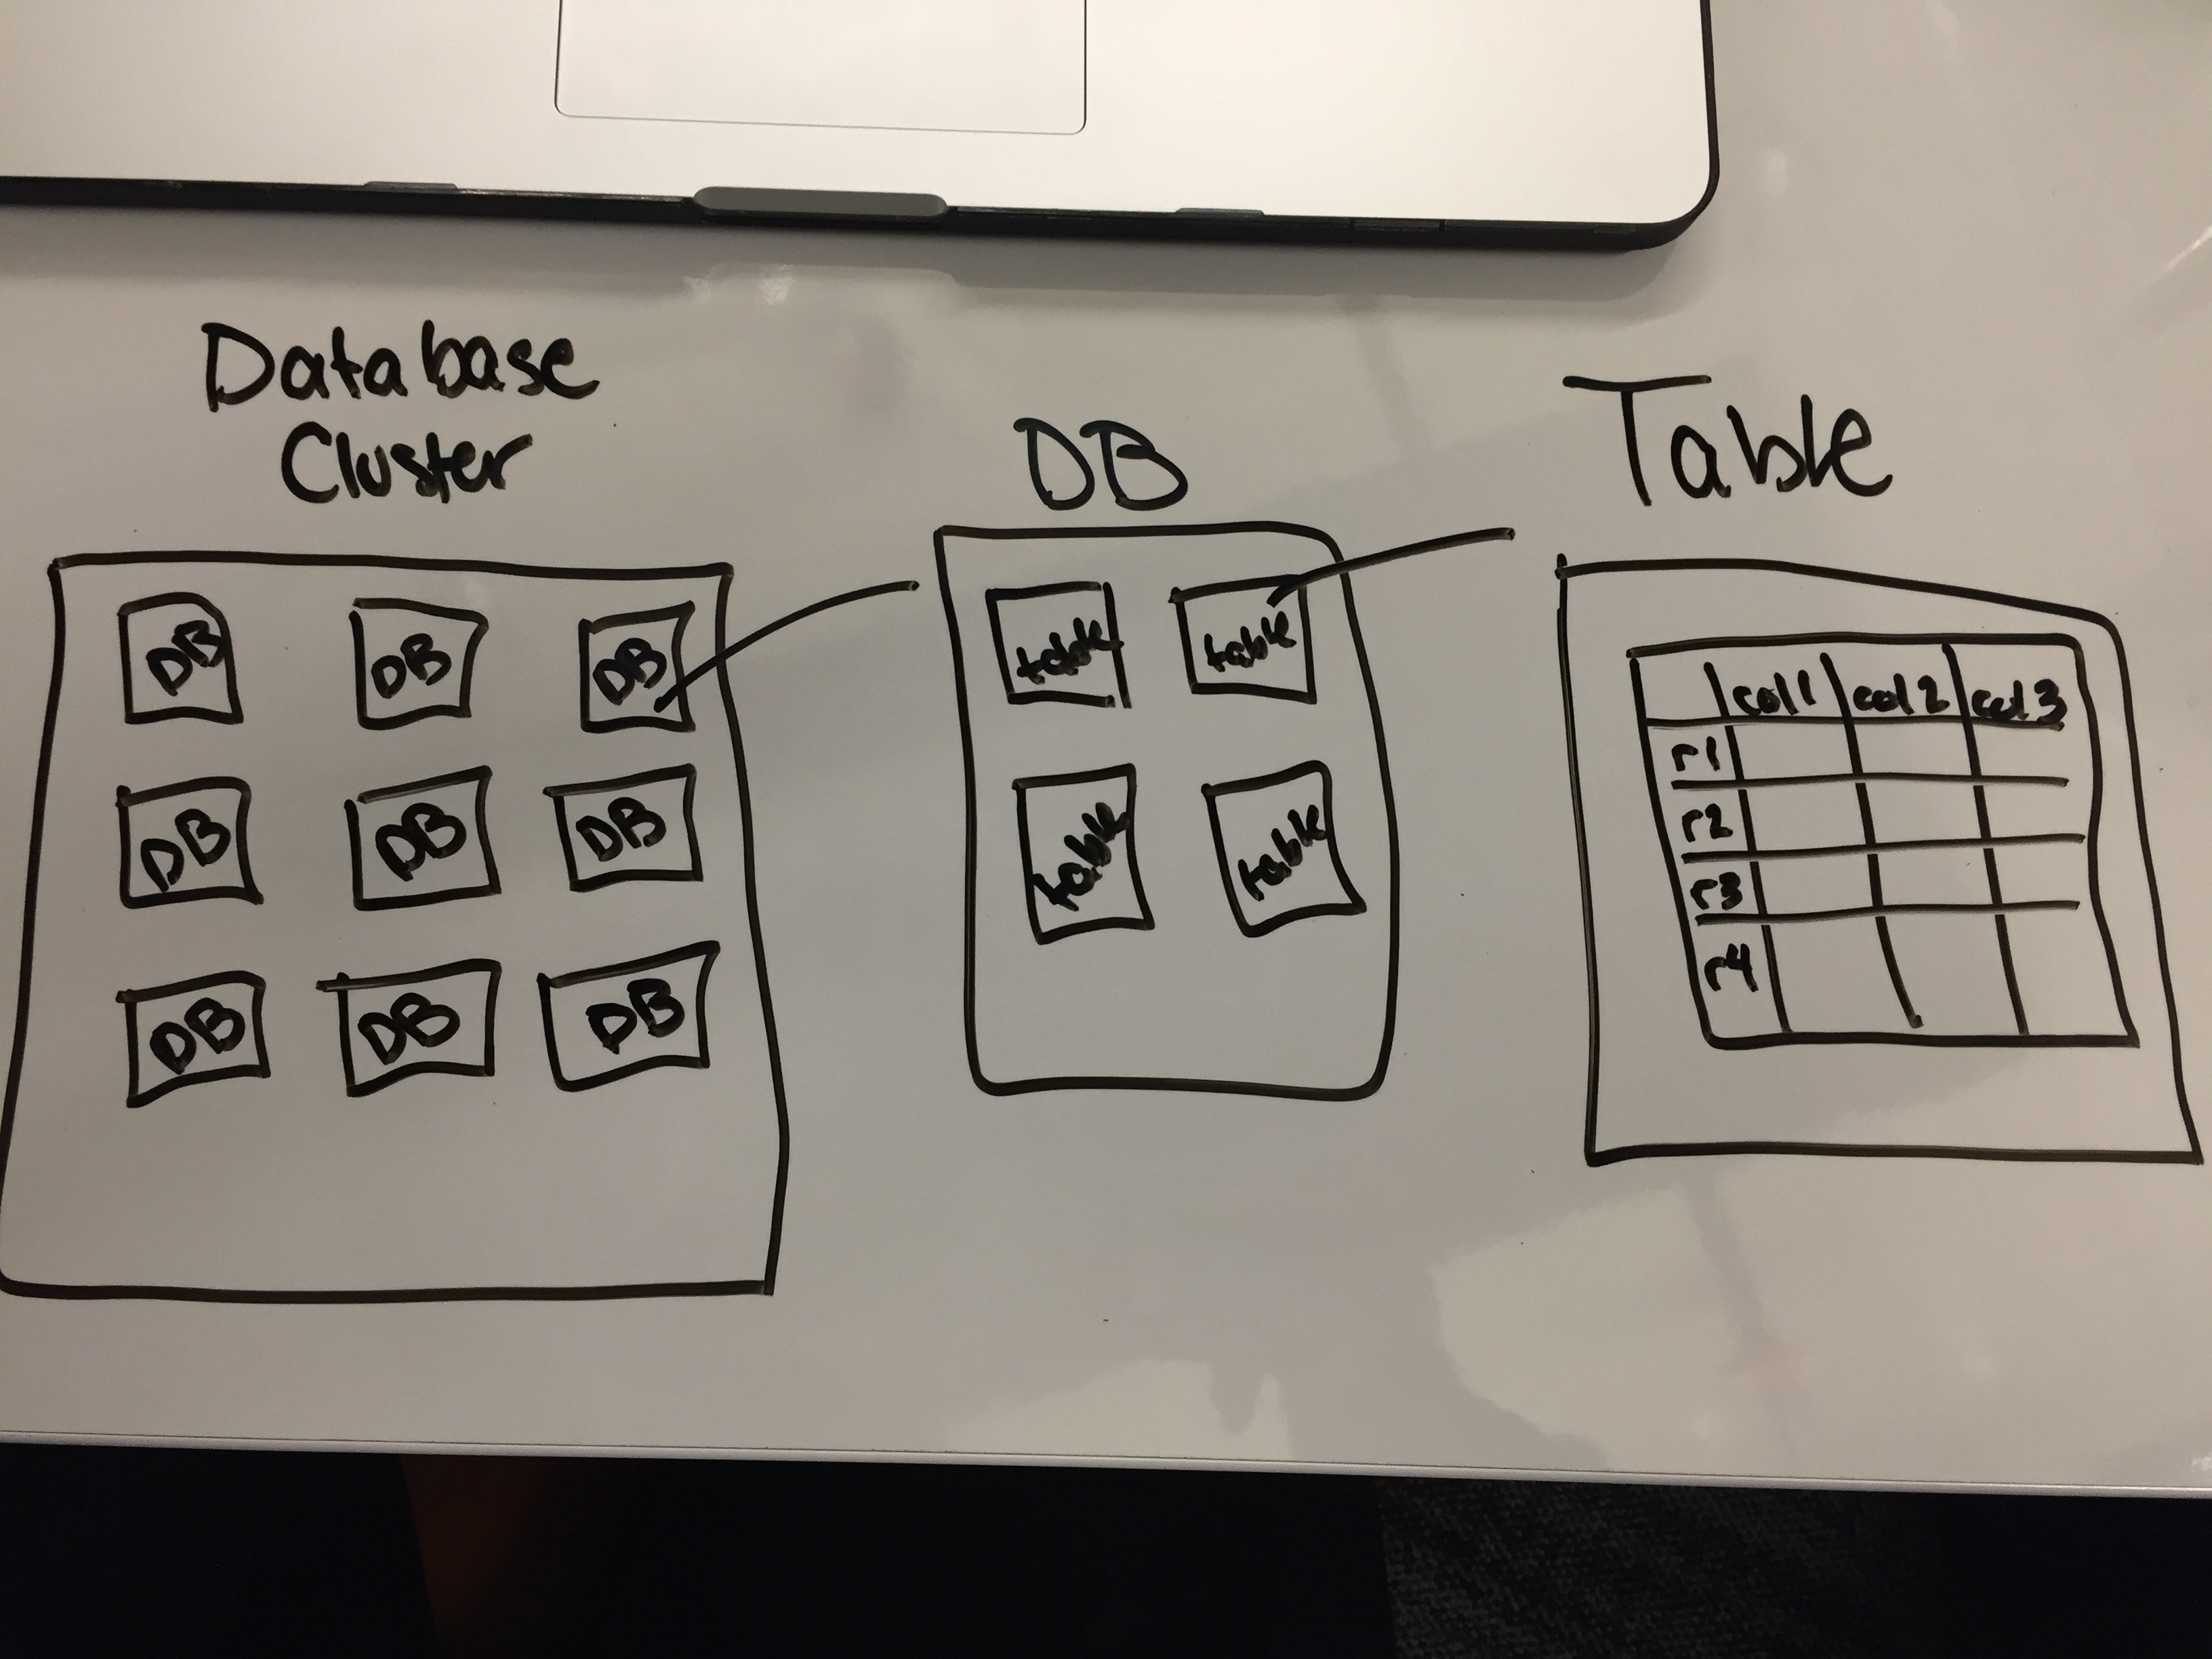 Database
Cluster
DB DB DB
DB DB DB
DB DB DB
DB
table table
table table
Table
col1 col2 col3
r1
r2
r3
r4